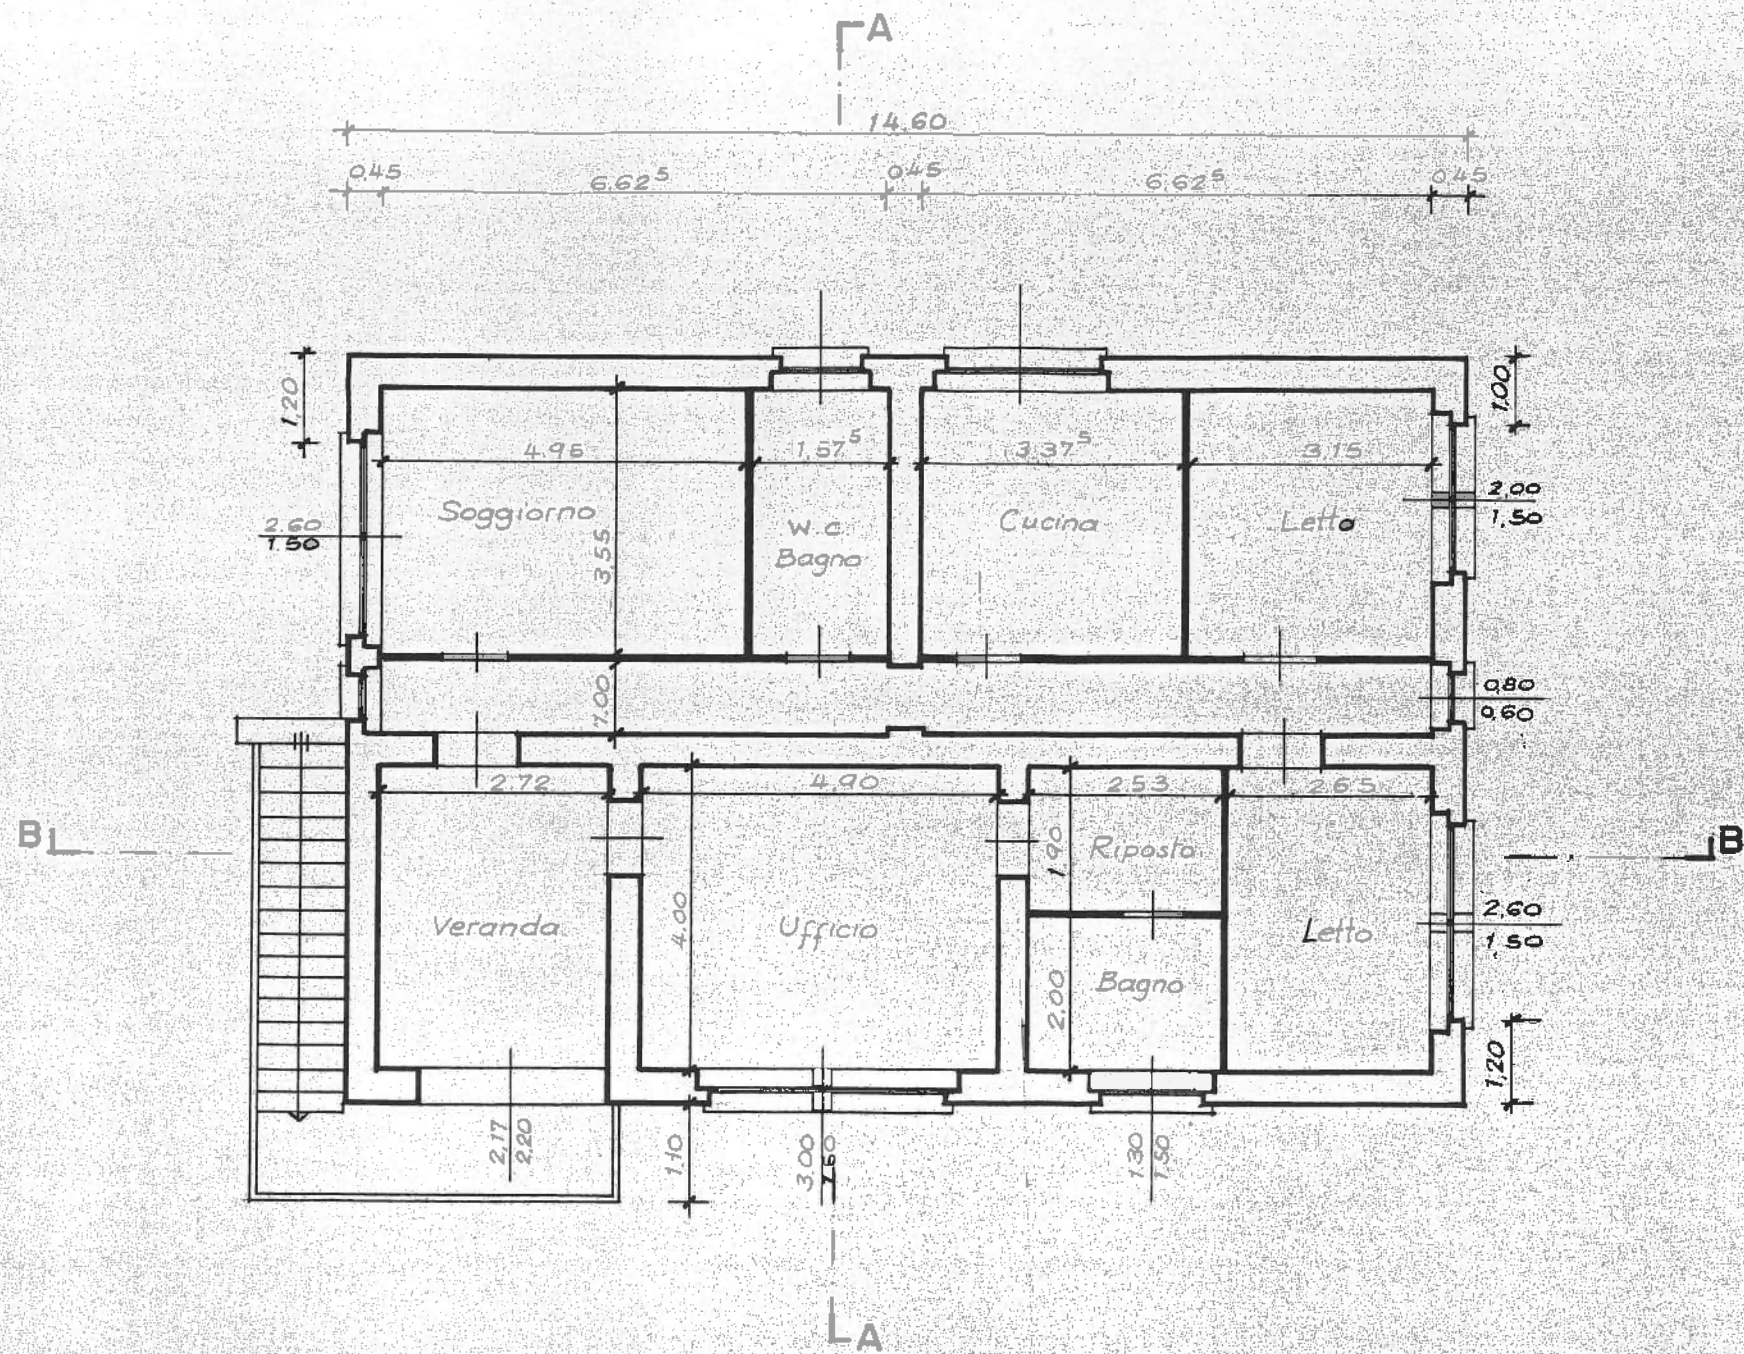 A
14,60
0,45 6,62⁵ 0,45 6,62⁵ 0,45
1,20
1,00
4.95 1,57⁵ 3,37⁵ 3,15
Soggiorno
W.C.
Bagno
Cucina
Letto
3,55
2.60
1.50
2,00
1,50
1,00
0,80
0,60
2.72 4,90 2,53 2,65
B
B
1,90
Riposto
Veranda
4,00
Ufficio
Letto
2,60
1,50
Bagno
2,00
1,20
2,17
2,20
1,10
3,00
1,30
1,50
A